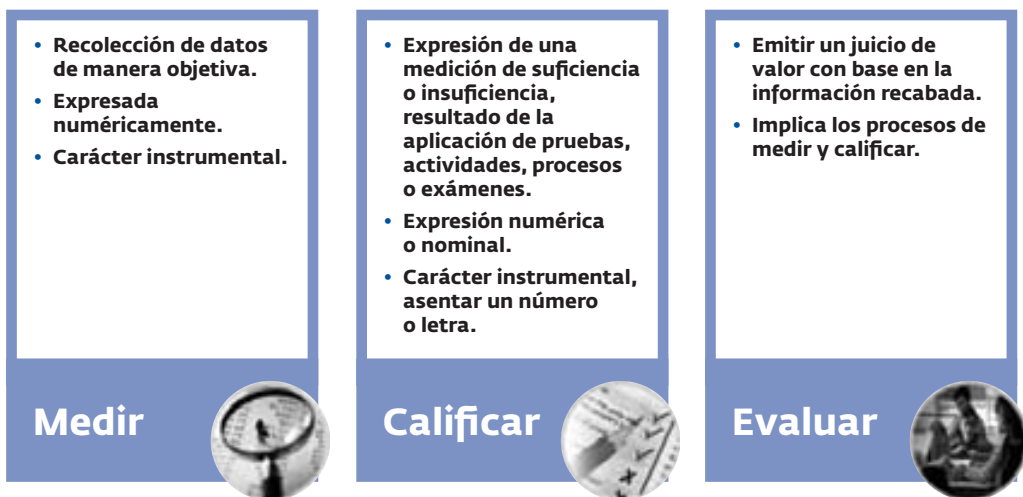 • Recolección de datos
de manera objetiva.
• Expresada
numéricamente.
• Carácter instrumental.
Medir
• Expresión de una
medición de suficiencia
o insuficiencia,
resultado de la
aplicación de pruebas,
actividades, procesos
o exámenes.
• Expresión numérica
o nominal.
• Carácter instrumental,
asentar un número
o letra.
Calificar
• Emitir un juicio de
valor con base en la
información recabada.
• Implica los procesos de
medir y calificar.
Evaluar